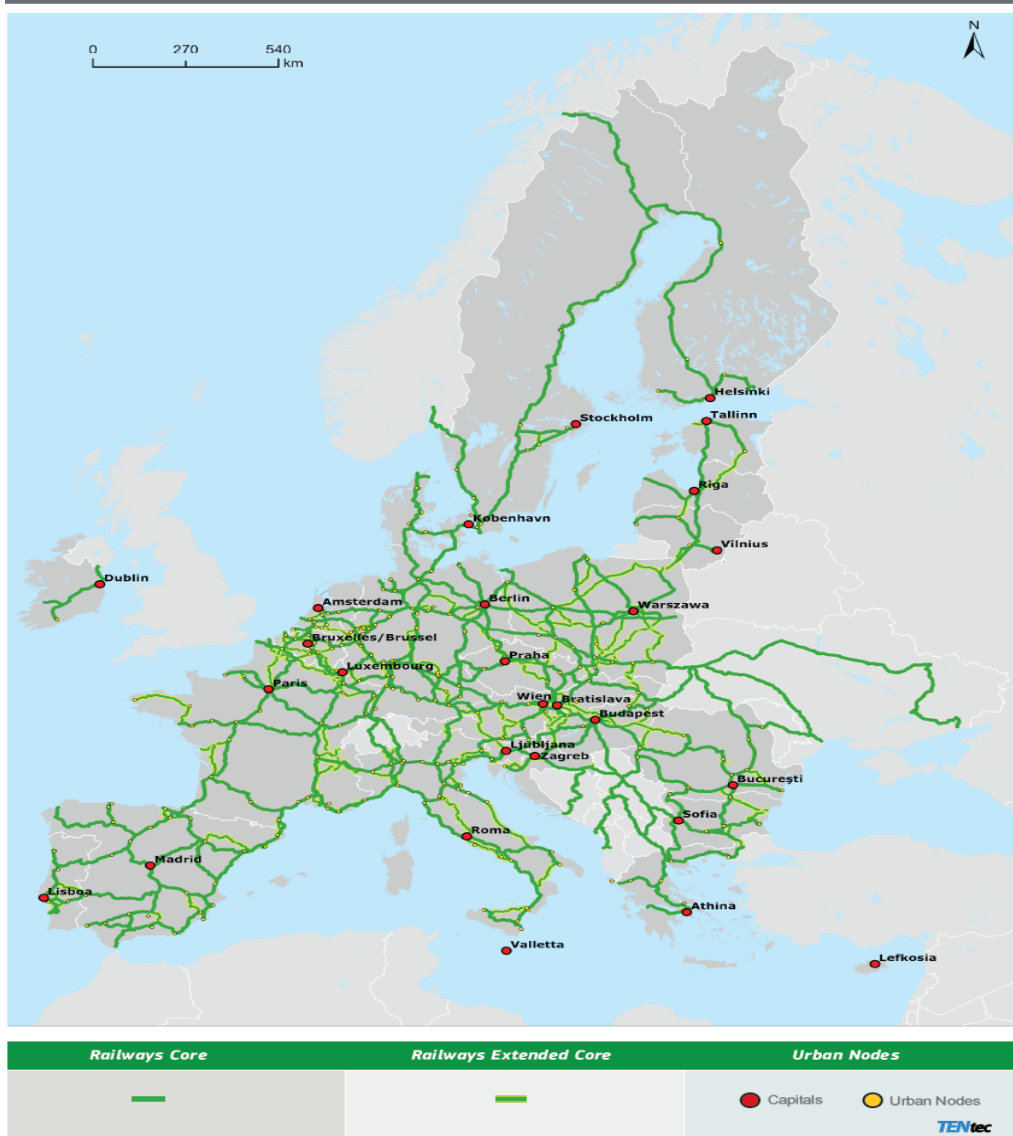 N
0 270 540
km
Helsinki
Tallinn
Stockholm
Riga
København
Vilnius
Dublin
Berlin
Amsterdam
Warszawa
Bruxelles/Brussel
Praha
Luxembourg
Paris
Wien
Bratislava
Budapest
Ljubljana
Zagreb
București
Sofia
Roma
Madrid
Lisboa
Athina
Valletta
Lefkosia
Railways Core
Railways Extended Core
Urban Nodes
Capitals
Urban Nodes
TENtec